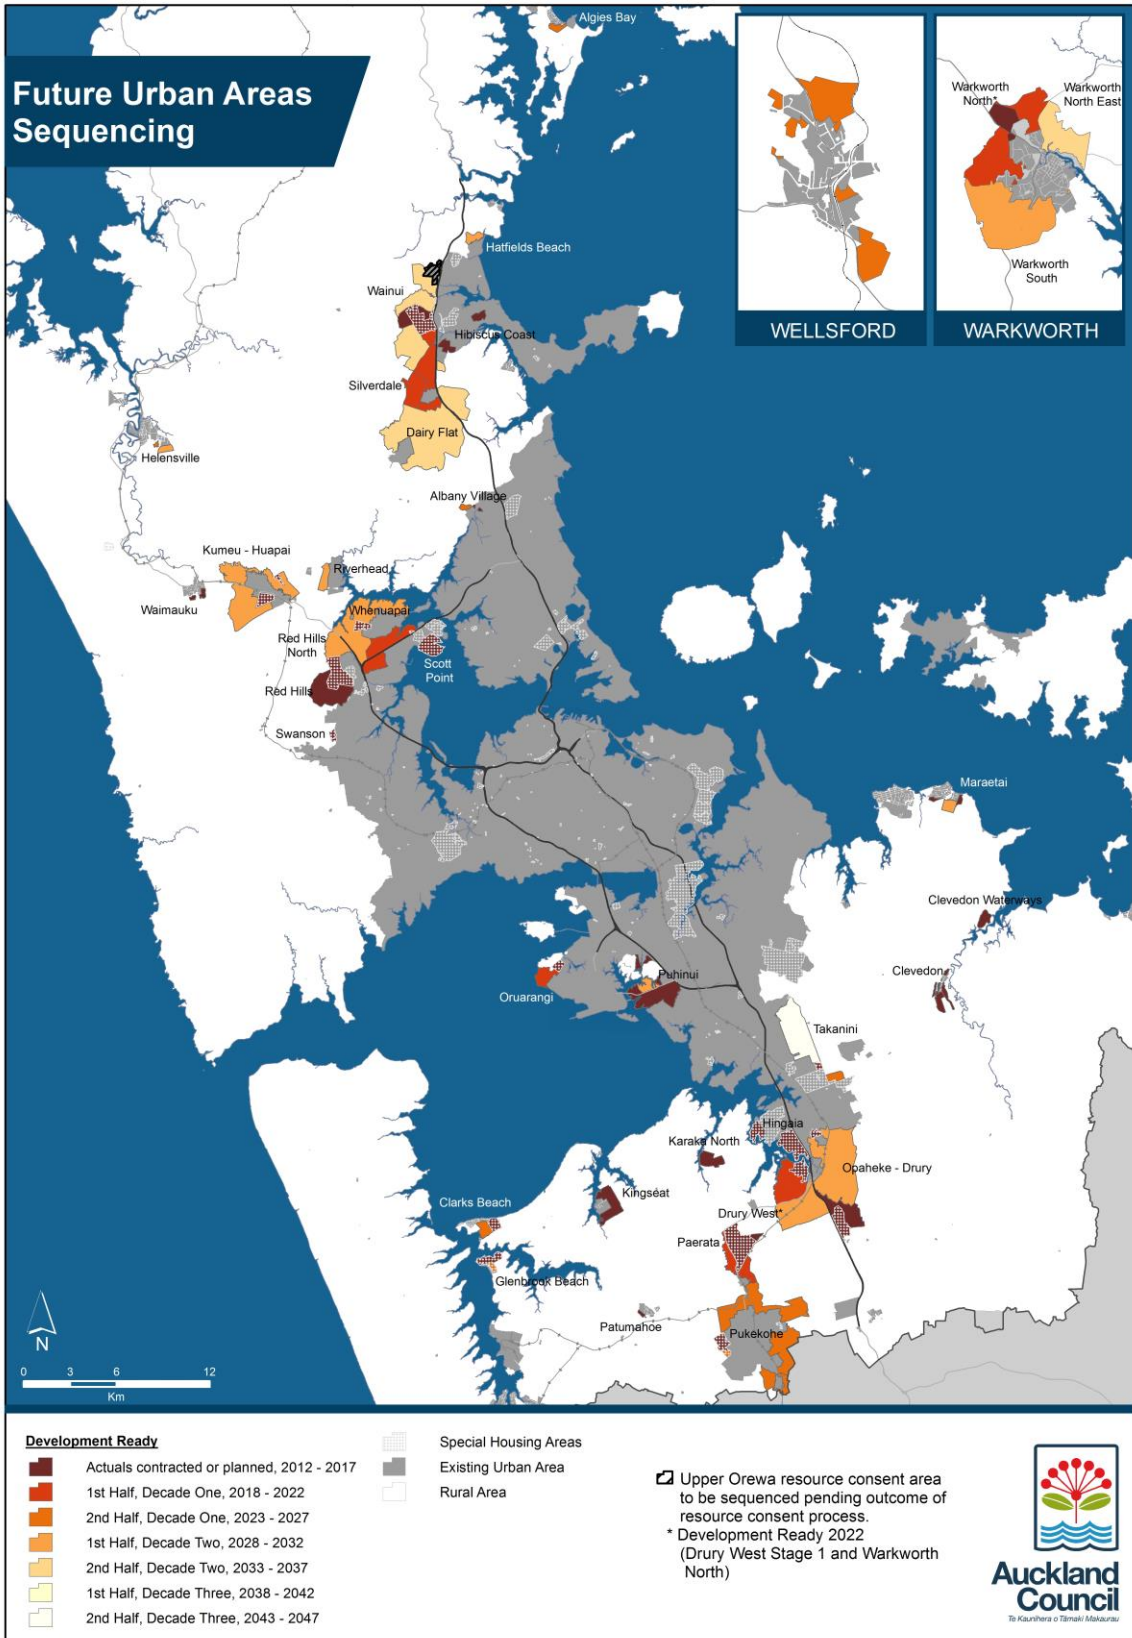 Future Urban Areas
Sequencing
Algies Bay
Warkworth
North*
Warkworth
North East
Warkworth
South
WELLSFORD
WARKWORTH
Hatfields Beach
Wainui
Hibiscus Coast
Silverdale
Dairy Flat
Helensville
Albany Village
Kumeu - Huapai
Riverhead
Waimauku
Whenuapai
Red Hills
North
Scott
Point
Red Hills
Swanson
Maraetai
Clevedon Waterways
Clevedon
Puhinui
Oruarangi
Takanini
Hingaia
Karaka North
Opaheke - Drury
Kingseat
Clarks Beach
Drury West*
Paerata
Glenbrook Beach
Patumahoe
Pukekohe
N
0 3 6 12
Km
Development Ready
Actuals contracted or planned, 2012 - 2017
1st Half, Decade One, 2018 - 2022
2nd Half, Decade One, 2023 - 2027
1st Half, Decade Two, 2028 - 2032
2nd Half, Decade Two, 2033 - 2037
1st Half, Decade Three, 2038 - 2042
2nd Half, Decade Three, 2043 - 2047
Special Housing Areas
Existing Urban Area
Rural Area
Upper Orewa resource consent area
to be sequenced pending outcome of
resource consent process.
* Development Ready 2022
(Drury West Stage 1 and Warkworth
North)
Auckland
Council
Te Kaunihera o Tāmaki Makaurau